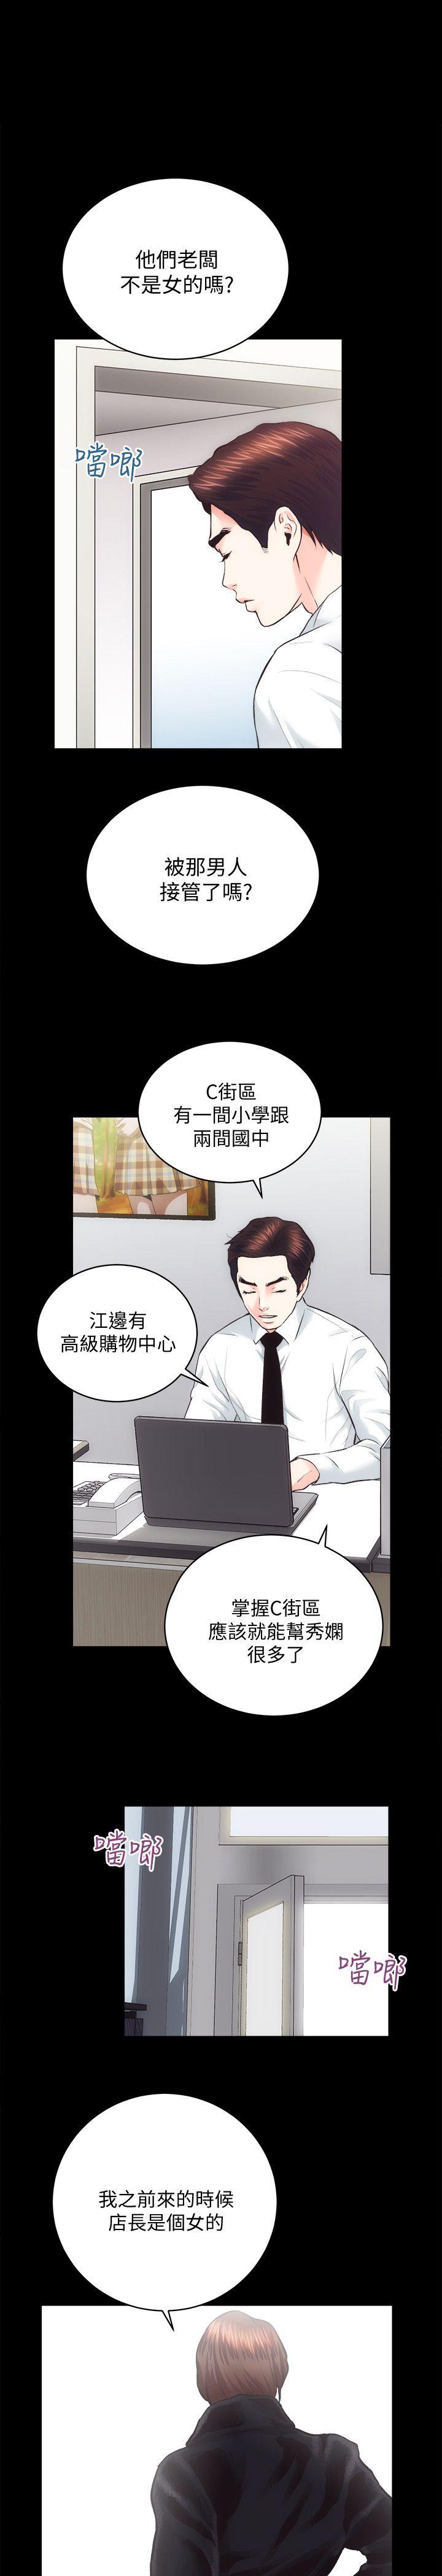 他們老闆
不是女的嗎?
噹啷
被那男人
接管了嗎?
C街區
有一間小學跟
兩間國中
江邊有
高級購物中心
掌握C街區
應該就能幫秀嫻
很多了
噹啷
噹啷
我之前來的時候
店長是個女的